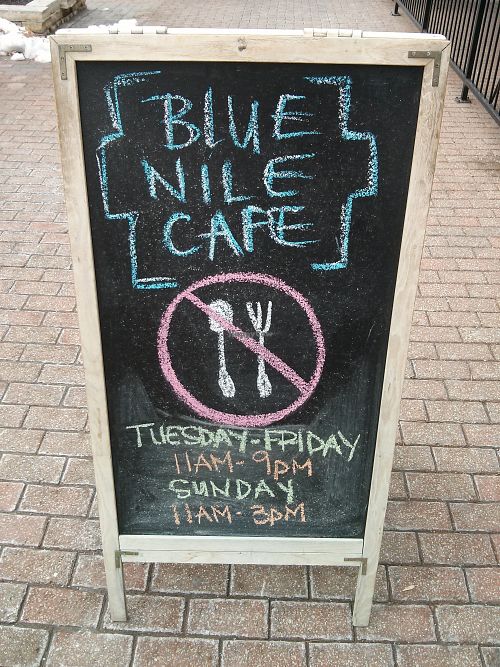 BLUE
NILE
CAFE
TUESDAY-FRIDAY
11AM-9PM
SUNDAY
11AM-3PM